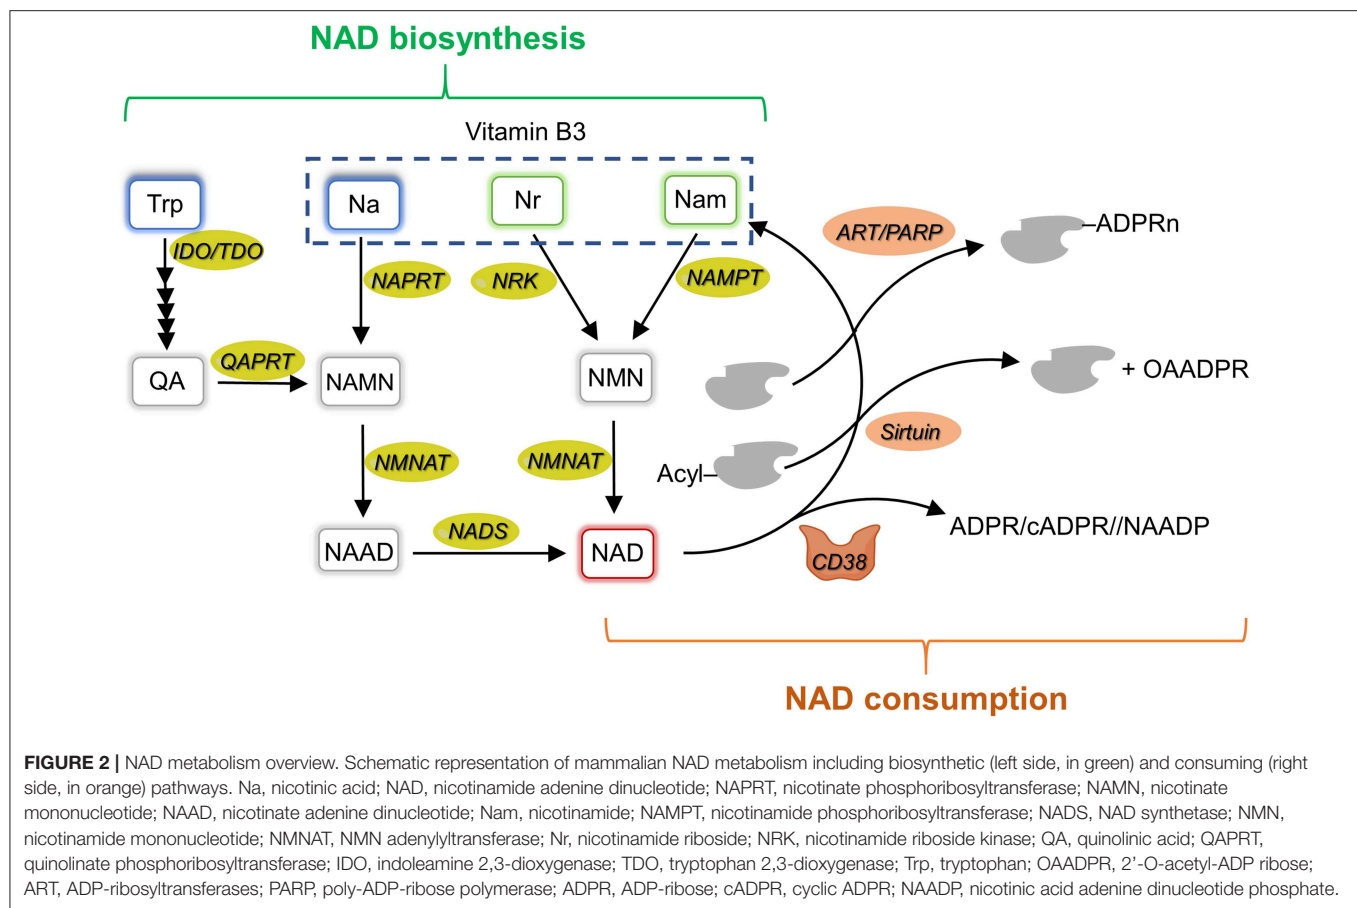 NAD biosynthesis
Vitamin B3
Trp
Na
Nr
Nam
ART/PARP
–ADPRn
IDO/TDO
NAPRT
NRK
NAMPT
QAPRT
QA
NAMN
NMN
+ OAADPR
Sirtuin
NMNAT
NMNAT
Acyl–
NADS
ADPR/cADPR//NAADP
NAAD
NAD
CD38
NAD consumption
FIGURE 2 | NAD metabolism overview. Schematic representation of mammalian NAD metabolism including biosynthetic (left side, in green) and consuming (right
side, in orange) pathways. Na, nicotinic acid; NAD, nicotinamide adenine dinucleotide; NAPRT, nicotinate phosphoribosyltransferase; NAMN, nicotinate
mononucleotide; NAAD, nicotinate adenine dinucleotide; Nam, nicotinamide; NAMPT, nicotinamide phosphoribosyltransferase; NADS, NAD synthetase; NMN,
nicotinamide mononucleotide; NMNAT, NMN adenylyltransferase; Nr, nicotinamide riboside; NRK, nicotinamide riboside kinase; QA, quinolinic acid; QAPRT,
quinolinate phosphoribosyltransferase; IDO, indoleamine 2,3-dioxygenase; TDO, tryptophan 2,3-dioxygenase; Trp, tryptophan; OAADPR, 2’-O-acetyl-ADP ribose;
ART, ADP-ribosyltransferases; PARP, poly-ADP-ribose polymerase; ADPR, ADP-ribose; cADPR, cyclic ADPR; NAADP, nicotinic acid adenine dinucleotide phosphate.